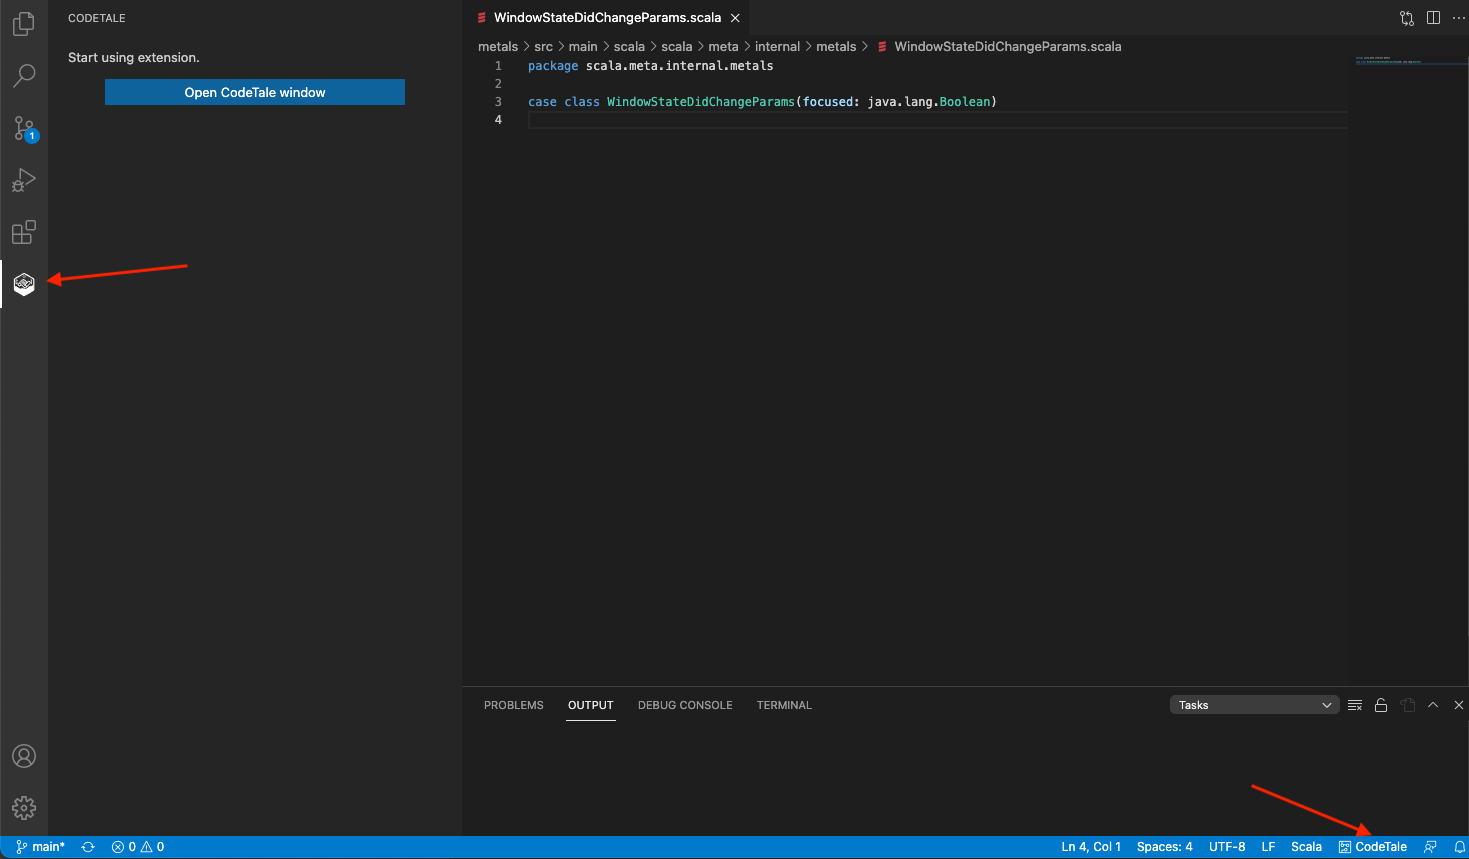 CODETALE
Start using extension.
Open CodeTale window
1
WindowStateDidChangeParams.scala
metals > src > main > scala > scala > meta > internal > metals > WindowStateDidChangeParams.scala
1 package scala.meta.internal.metals
2
3 case class WindowStateDidChangeParams(focused: java.lang.Boolean)
4
PROBLEMS OUTPUT DEBUG CONSOLE TERMINAL Tasks
main* 0 0 Ln 4, Col 1 Spaces: 4 UTF-8 LF Scala CodeTale